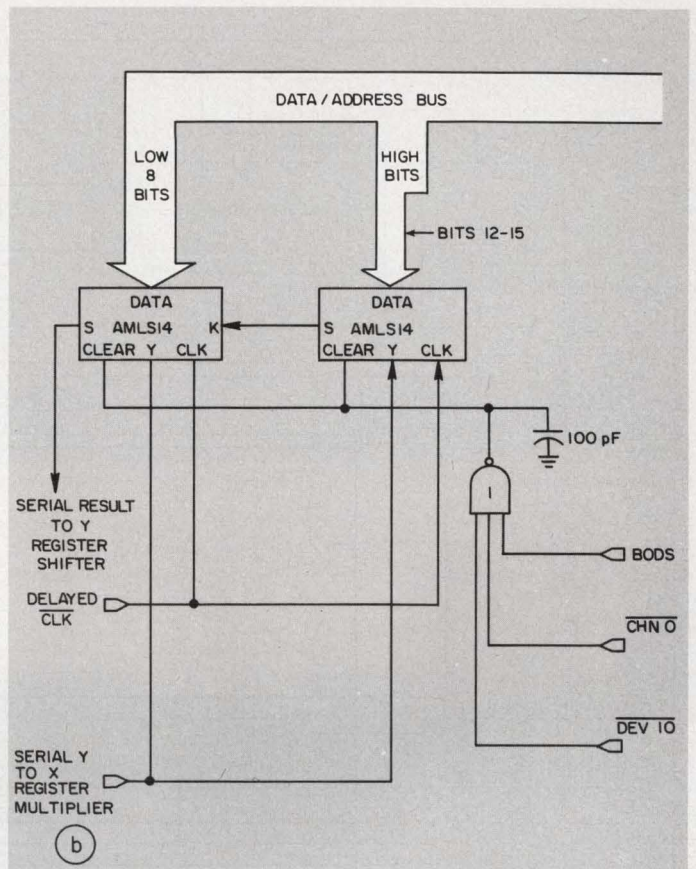 DATA / ADDRESS BUS
LOW
8
BITS
HIGH
BITS
BITS 12-15
DATA
S AMLS14 K
CLEAR Y CLK
DATA
S AMLS14
CLEAR Y CLK
100 pF
1
SERIAL RESULT
TO Y
REGISTER
SHIFTER
BODS
DELAYED
CLK
CHN 0
DEV 10
SERIAL Y
TO X
REGISTER
MULTIPLIER
b